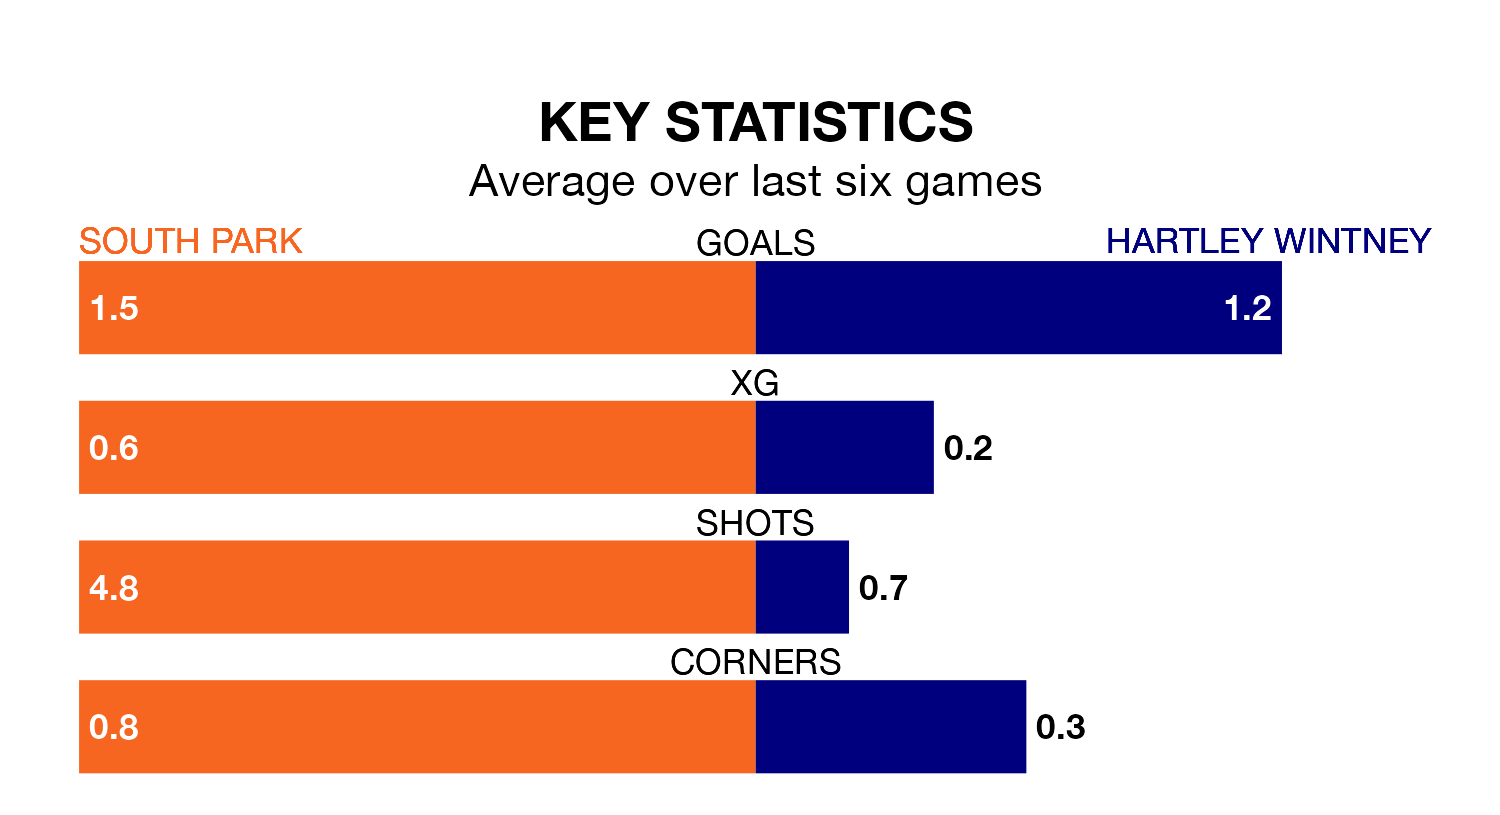 KEY STATISTICS
Average over last six games
SOUTH PARK GOALS HARTLEY WINTNEY
1.5 1.2
XG
0.6 0.2
SHOTS
4.8 0.7
CORNERS
0.8 0.3